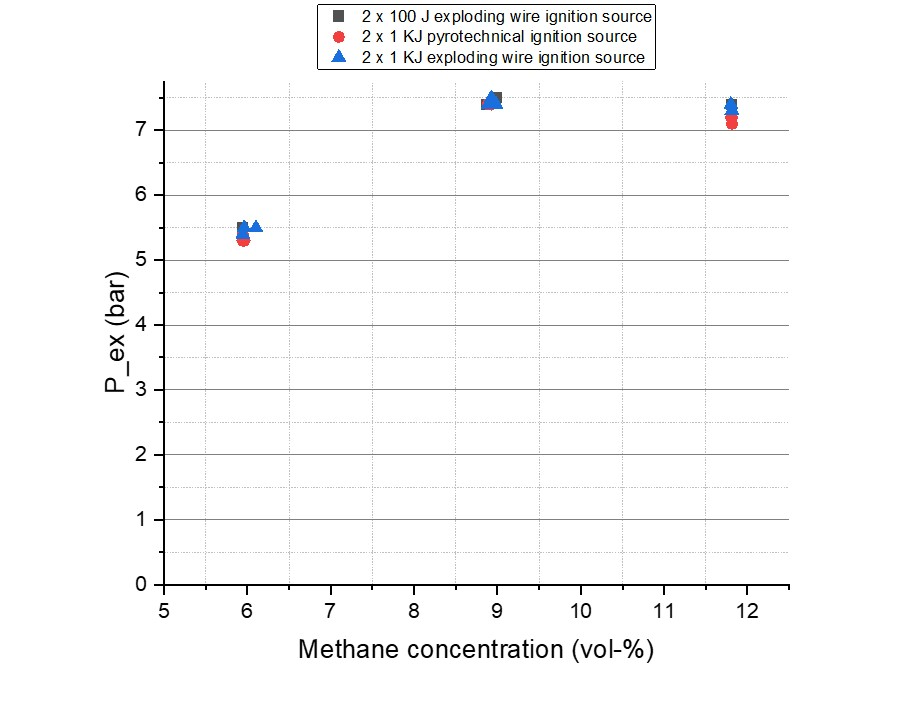 2 x 100 J exploding wire ignition source
2 x 1 KJ pyrotechnical ignition source
2 x 1 KJ exploding wire ignition source
7
6
5
4
3
2
1
0
P_ex (bar)
5 6 7 8 9 10 11 12
Methane concentration (vol-%)